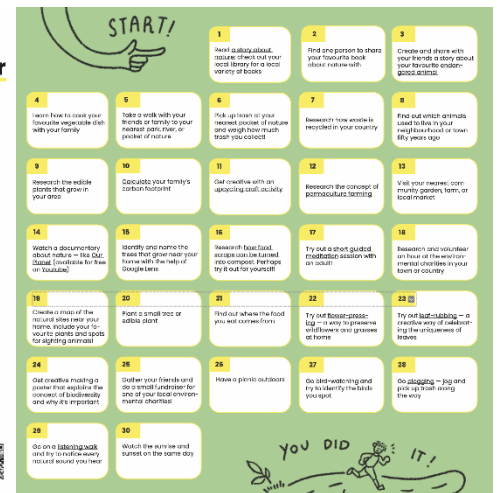 r
START!
1
Read a story about
nature: check out your
local library for a local
variety of books
2
Find one person to share
your favourite book
about nature with
3
Create and share with
your friends a story about
your favourite endan-
gered animal
4
Learn how to cook your
favourite vegetable dish
with your family
5
Take a walk with your
friends or family to your
nearest park, river, or
pocket of nature
6
Pick up trash at your
nearest pocket of nature
and weigh how much
trash you collect!
7
Research how waste is
recycled in your country
8
Find out which animals
used to live in your
neighbourhood or town
fifty years ago
9
Research the edible
plants that grow in
your area
10
Calculate your family's
carbon footprint
11
Get creative with an
upcycling craft activity
12
Research the concept of
permaculture farming
13
Visit your nearest com
munity garden, farm, or
local market
14
Watch a documentary
about nature – like Our
Planet (available for free
on Youtube)
15
Identify and name the
trees that grow near your
home with the help of
Google Lens
16
Research how food
scraps can be turned
into compost. Perhaps
try it out for yourself!
17
Try out a short guided
meditation session with
an adult!
18
Research and volunteer
an hour at the environ-
mental charities in your
town or country
19
Create a map of the
natural sites near your
home. Include your fa-
vourite plants and spots
for sighting animals!
20
Plant a small tree or
edible plant
21
Find out where the food
you eat comes from
22
Try out flower-press-
ing – a way to preserve
wildflowers and grasses
at home
23
Try out leaf-rubbing – a
creative way of celebrat-
ing the uniqueness of
leaves
24
Get creative making a
poster that explains the
concept of biodiversity
and why it's important
25
Gather your friends and
do a small fundraiser for
one of your local environ-
mental charities!
26
Have a picnic outdoors
27
Go bird-watching and
try to identify the birds
you spot
28
Go plogging – jog and
pick up trash along
the way
29
Go on a listening walk
and try to notice every
natural sound you hear
30
Watch the sunrise and
sunset on the same day
YOU DID IT!